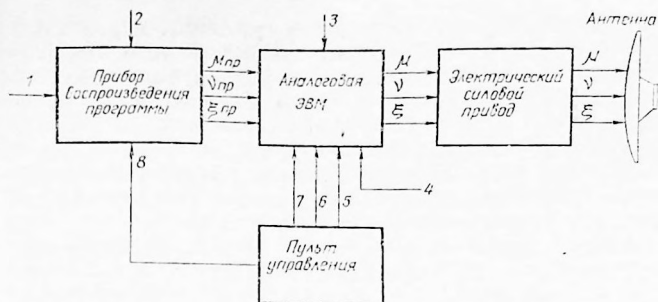 Антенна
2
3
1
Прибор
воспроизведения
программы
μпр
νпр
ξпр
Аналоговая
ЭВМ
μ
ν
ξ
Электрический
силовой
привод
μ
ν
ξ
8
7
6
5
4
Пульт
управления